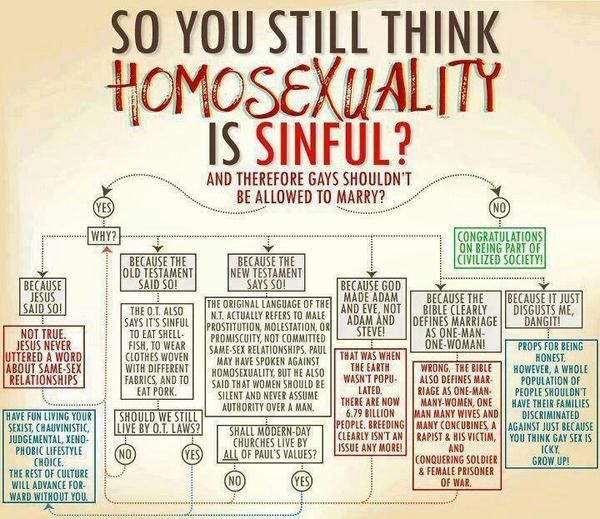 SO YOU STILL THINK
HOMOSEXUALITY
IS SINFUL?
AND THEREFORE GAYS SHOULDN'T
BE ALLOWED TO MARRY?
YES
NO
WHY?
CONGRATULATIONS
ON BEING PART OF
CIVILIZED SOCIETY!
BECAUSE
JESUS
SAID SO!
NOT TRUE.
JESUS NEVER
UTTERED A WORD
ABOUT SAME-SEX
RELATIONSHIPS
HAVE FUN LIVING YOUR
SEXIST, CHAUVINISTIC,
JUDGEMENTAL, XENO-
PHOBIC LIFESTYLE
CHOICE.
THE REST OF CULTURE
WILL ADVANCE FOR-
WARD WITHOUT YOU.
BECAUSE THE
OLD TESTAMENT
SAID SO!
THE O.T. ALSO
SAYS IT'S SINFUL
TO EAT SHELL-
FISH, TO WEAR
CLOTHES WOVEN
WITH DIFFERENT
FABRICS, AND TO
EAT PORK.
SHOULD WE STILL
LIVE BY O.T. LAWS?
NO
YES
BECAUSE THE
NEW TESTAMENT
SAYS SO!
THE ORIGINAL LANGUAGE OF THE
N.T. ACTUALLY REFERS TO MALE
PROSTITUTION, MOLESTATION, OR
PROMISCUITY, NOT COMMITTED
SAME-SEX RELATIONSHIPS. PAUL
MAY HAVE SPOKEN AGAINST
HOMOSEXUALITY, BUT HE ALSO
SAID THAT WOMEN SHOULD BE
SILENT AND NEVER ASSUME
AUTHORITY OVER A MAN.
SHALL MODERN-DAY
CHURCHES LIVE BY
ALL OF PAUL'S VALUES?
NO
YES
BECAUSE GOD
MADE ADAM
AND EVE, NOT
ADAM AND
STEVE!
THAT WAS WHEN
THE EARTH
WASN'T POPU-
LATED.
THERE ARE NOW
6.79 BILLION
PEOPLE. BREEDING
CLEARLY ISN'T AN
ISSUE ANY MORE!
BECAUSE THE
BIBLE CLEARLY
DEFINES MARRIAGE
AS ONE-MAN-
ONE-WOMAN!
WRONG. THE BIBLE
ALSO DEFINES MAR-
RIAGE AS ONE-MAN-
MANY-WOMEN, ONE
MAN MANY WIVES AND
MANY CONCUBINES, A
RAPIST & HIS VICTIM,
AND
CONQUERING SOLDIER
& FEMALE PRISONER
OF WAR.
BECAUSE IT JUST
DISGUSTS ME,
DANGIT!
PROPS FOR BEING
HONEST.
HOWEVER, A WHOLE
POPULATION OF
PEOPLE SHOULDN'T
HAVE THEIR FAMILIES
DISCRIMINATED
AGAINST JUST BECAUSE
YOU THINK GAY SEX IS
ICKY.
GROW UP!